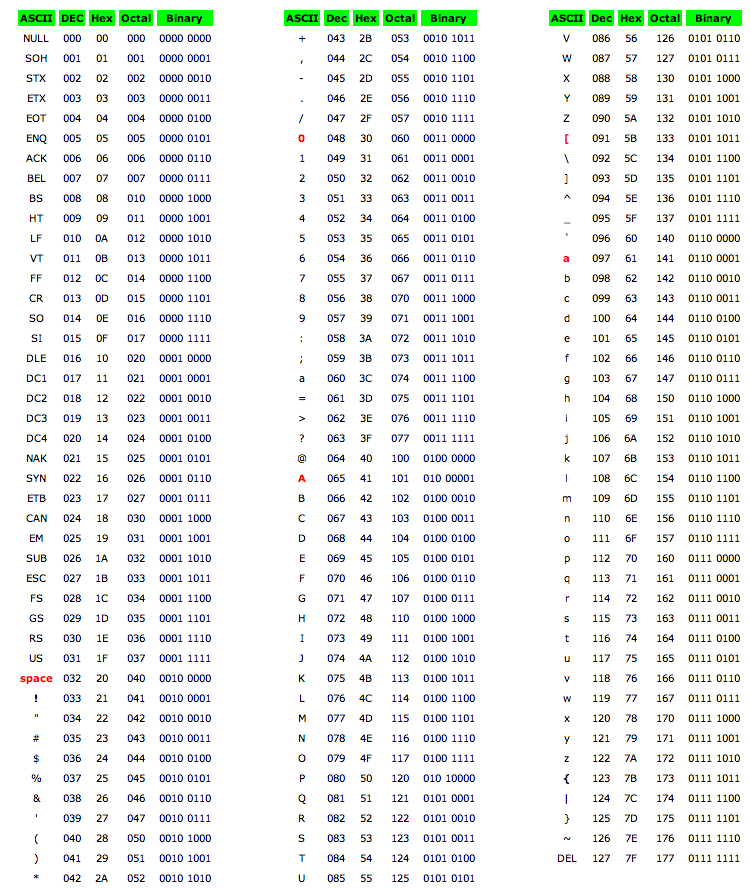 ASCII DEC Hex Octal Binary
NULL 000 00 000 0000 0000
SOH 001 01 001 0000 0001
STX 002 02 002 0000 0010
ETX 003 03 003 0000 0011
EOT 004 04 004 0000 0100
ENQ 005 05 005 0000 0101
ACK 006 06 006 0000 0110
BEL 007 07 007 0000 0111
BS 008 08 010 0000 1000
HT 009 09 011 0000 1001
LF 010 0A 012 0000 1010
VT 011 0B 013 0000 1011
FF 012 0C 014 0000 1100
CR 013 0D 015 0000 1101
SO 014 0E 016 0000 1110
SI 015 0F 017 0000 1111
DLE 016 10 020 0001 0000
DC1 017 11 021 0001 0001
DC2 018 12 022 0001 0010
DC3 019 13 023 0001 0011
DC4 020 14 024 0001 0100
NAK 021 15 025 0001 0101
SYN 022 16 026 0001 0110
ETB 023 17 027 0001 0111
CAN 024 18 030 0001 1000
EM 025 19 031 0001 1001
SUB 026 1A 032 0001 1010
ESC 027 1B 033 0001 1011
FS 028 1C 034 0001 1100
GS 029 1D 035 0001 1101
RS 030 1E 036 0001 1110
US 031 1F 037 0001 1111
space 032 20 040 0010 0000
! 033 21 041 0010 0001
" 034 22 042 0010 0010
# 035 23 043 0010 0011
$ 036 24 044 0010 0100
% 037 25 045 0010 0101
& 038 26 046 0010 0110
' 039 27 047 0010 0111
( 040 28 050 0010 1000
) 041 29 051 0010 1001
* 042 2A 052 0010 1010
ASCII Dec Hex Octal Binary
+ 043 2B 053 0010 1011
, 044 2C 054 0010 1100
- 045 2D 055 0010 1101
. 046 2E 056 0010 1110
/ 047 2F 057 0010 1111
0 048 30 060 0011 0000
1 049 31 061 0011 0001
2 050 32 062 0011 0010
3 051 33 063 0011 0011
4 052 34 064 0011 0100
5 053 35 065 0011 0101
6 054 36 066 0011 0110
7 055 37 067 0011 0111
8 056 38 070 0011 1000
9 057 39 071 0011 1001
: 058 3A 072 0011 1010
; 059 3B 073 0011 1011
a 060 3C 074 0011 1100
= 061 3D 075 0011 1101
> 062 3E 076 0011 1110
? 063 3F 077 0011 1111
@ 064 40 100 0100 0000
A 065 41 101 010 00001
B 066 42 102 0100 0010
C 067 43 103 0100 0011
D 068 44 104 0100 0100
E 069 45 105 0100 0101
F 070 46 106 0100 0110
G 071 47 107 0100 0111
H 072 48 110 0100 1000
I 073 49 111 0100 1001
J 074 4A 112 0100 1010
K 075 4B 113 0100 1011
L 076 4C 114 0100 1100
M 077 4D 115 0100 1101
N 078 4E 116 0100 1110
O 079 4F 117 0100 1111
P 080 50 120 010 10000
Q 081 51 121 0101 0001
R 082 52 122 0101 0010
S 083 53 123 0101 0011
T 084 54 124 0101 0100
U 085 55 125 0101 0101
ASCII Dec Hex Octal Binary
V 086 56 126 0101 0110
W 087 57 127 0101 0111
X 088 58 130 0101 1000
Y 089 59 131 0101 1001
Z 090 5A 132 0101 1010
[ 091 5B 133 0101 1011
\ 092 5C 134 0101 1100
] 093 5D 135 0101 1101
^ 094 5E 136 0101 1110
_ 095 5F 137 0101 1111
` 096 60 140 0110 0000
a 097 61 141 0110 0001
b 098 62 142 0110 0010
c 099 63 143 0110 0011
d 100 64 144 0110 0100
e 101 65 145 0110 0101
f 102 66 146 0110 0110
g 103 67 147 0110 0111
h 104 68 150 0110 1000
i 105 69 151 0110 1001
j 106 6A 152 0110 1010
k 107 6B 153 0110 1011
l 108 6C 154 0110 1100
m 109 6D 155 0110 1101
n 110 6E 156 0110 1110
o 111 6F 157 0110 1111
p 112 70 160 0111 0000
q 113 71 161 0111 0001
r 114 72 162 0111 0010
s 115 73 163 0111 0011
t 116 74 164 0111 0100
u 117 75 165 0111 0101
v 118 76 166 0111 0110
w 119 77 167 0111 0111
x 120 78 170 0111 1000
y 121 79 171 0111 1001
z 122 7A 172 0111 1010
{ 123 7B 173 0111 1011
| 124 7C 174 0111 1100
} 125 7D 175 0111 1101
~ 126 7E 176 0111 1110
DEL 127 7F 177 0111 1111